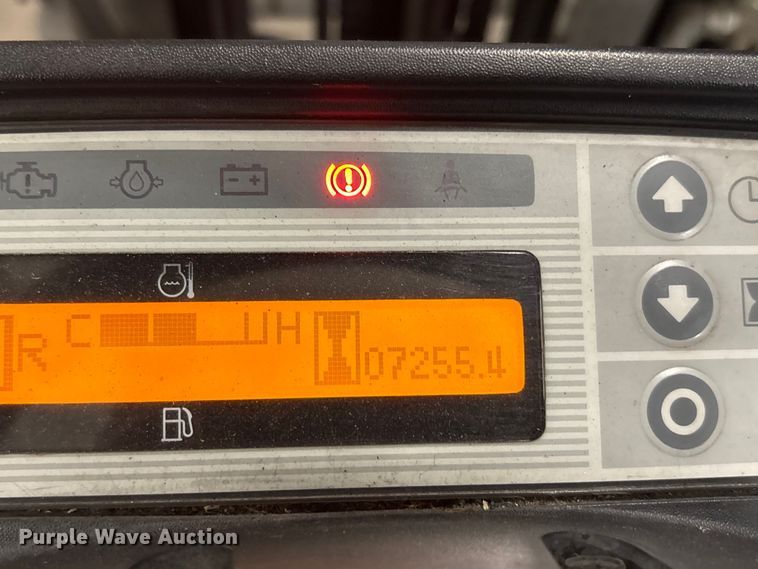 C H
R 07255.4
Purple Wave Auction